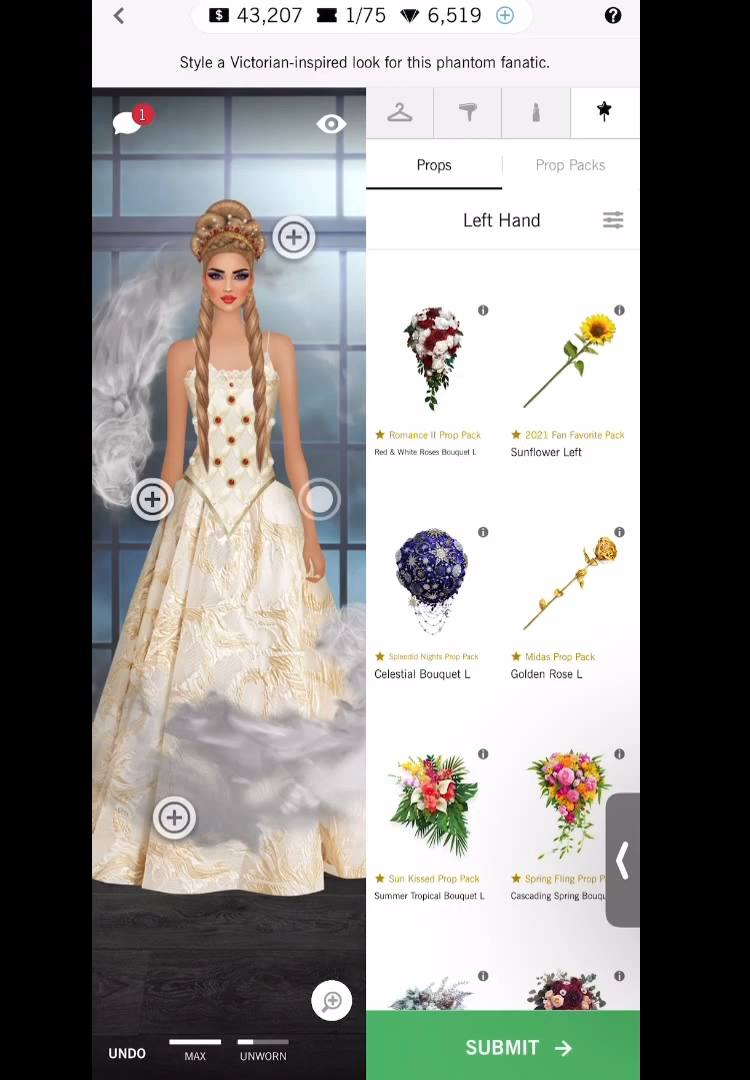 43,207 1/75 6,519
Style a Victorian-inspired look for this phantom fanatic.
1
Props
Prop Packs
Left Hand
Romance II Prop Pack
Red & White Roses Bouquet L
2021 Fan Favorite Pack
Sunflower Left
Splendid Nights Prop Pack
Celestial Bouquet L
Midas Prop Pack
Golden Rose L
Sun Kissed Prop Pack
Summer Tropical Bouquet L
Spring Fling Prop P
Cascading Spring Bouqu
UNDO
MAX
UNWORN
SUBMIT